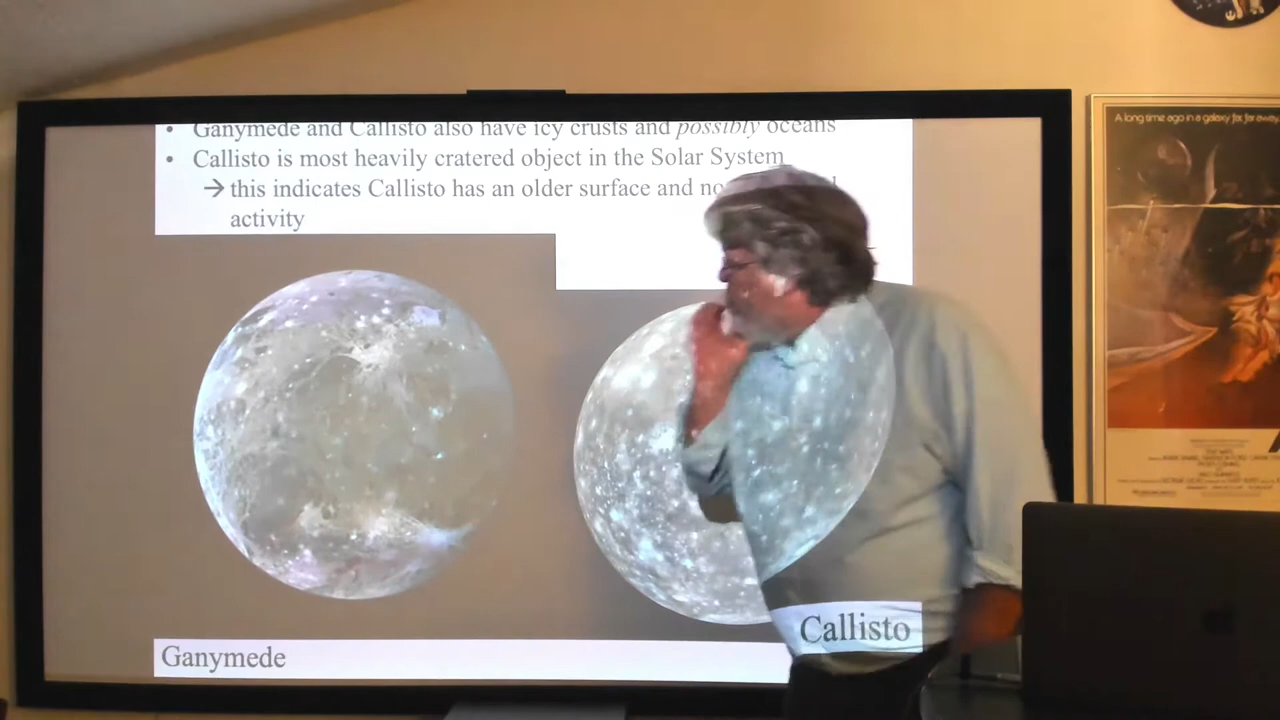 • Ganymede and Callisto also have icy crusts and possibly oceans
• Callisto is most heavily cratered object in the Solar System
→ this indicates Callisto has an older surface and no
activity
A long time ago in a galaxy far, far away...
Callisto
Ganymede